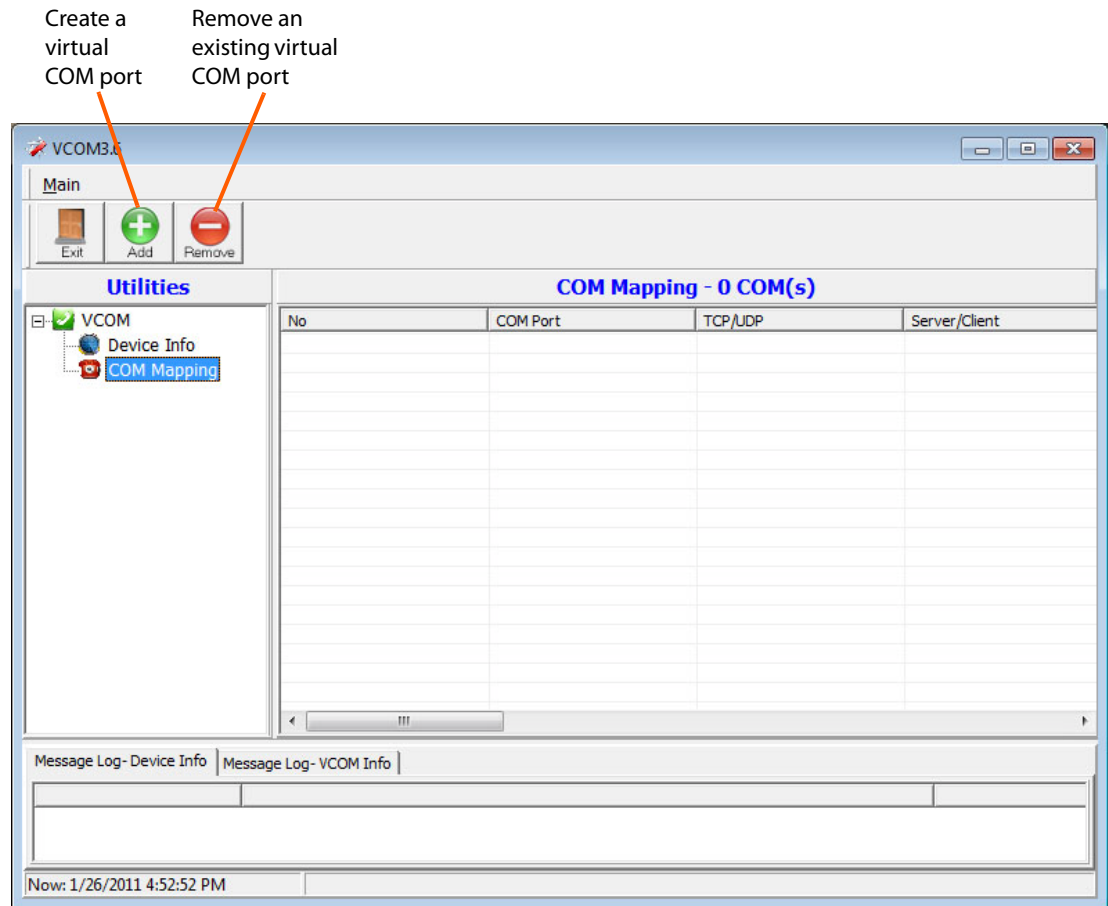 Create a virtual COM port
Remove an existing virtual COM port
VCOM3.6
Main
Exit
Add
Remove
Utilities
COM Mapping - 0 COM(s)
VCOM
Device Info
COM Mapping
No
COM Port
TCP/UDP
Server/Client
Message Log- Device Info
Message Log- VCOM Info
Now: 1/26/2011 4:52:52 PM